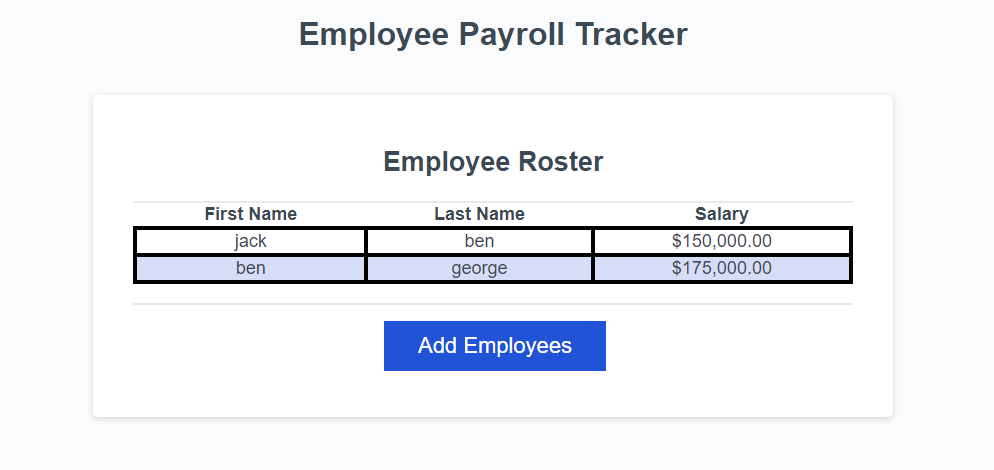 Employee Payroll Tracker
Employee Roster
First Name Last Name Salary
jack ben $150,000.00
ben george $175,000.00
Add Employees